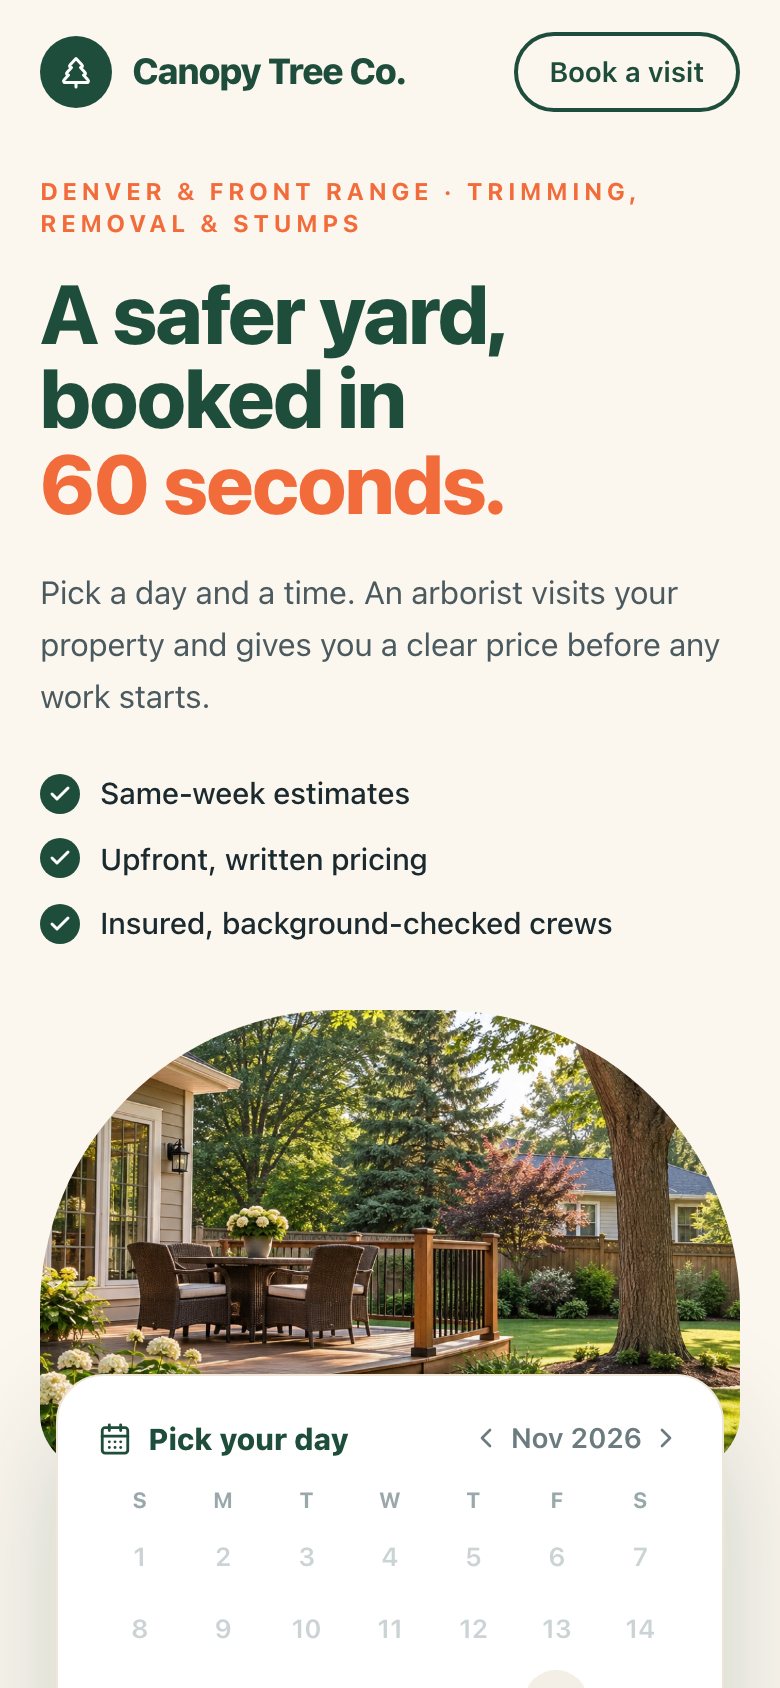 Canopy Tree Co.
Book a visit
DENVER & FRONT RANGE · TRIMMING,
REMOVAL & STUMPS
A safer yard,
booked in
60 seconds.
Pick a day and a time. An arborist visits your
property and gives you a clear price before any
work starts.
Same-week estimates
Upfront, written pricing
Insured, background-checked crews
Pick your day
Nov 2026
S M T W T F S
1 2 3 4 5 6 7
8 9 10 11 12 13 14